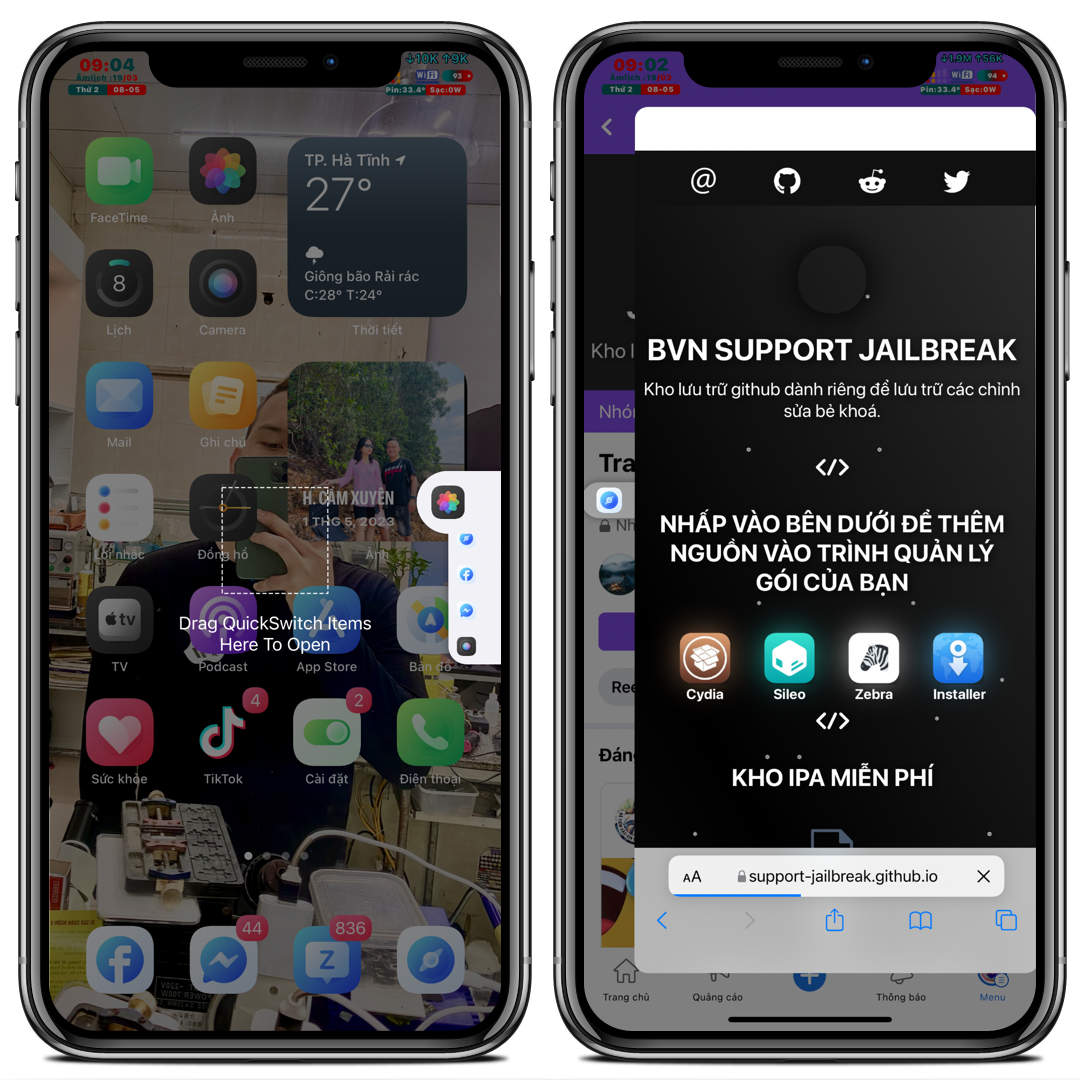 09:04
Âmlịch :19/03
Thứ 2 08-05
↓10K ↑9K
WiFi 93
Pin:33.4° Sạc:0W
FaceTime
Ảnh
TP. Hà Tĩnh
27°
Giông bão Rải rác
C:28° T:24°
Thời tiết
8
Lịch
Camera
Mail
Ghi chú
H. CẨM XUYÊN
1 THG 5, 2023
Ảnh
Lời nhắc
Đồng hồ
Drag QuickSwitch Items
Here To Open
tv
TV
Podcast
App Store
Bản đồ
4
2
Sức khỏe
TikTok
Cài đặt
Điện thoại
44
836
Z
09:02
Âmlịch :19/03
Thứ 2 08-05
↓1.9M ↑56K
WiFi 94
Pin:33.4° Sạc:0W
@
Kho l
BVN SUPPORT JAILBREAK
Kho lưu trữ github dành riêng để lưu trữ các chỉnh
sửa bẻ khoá.
Nhó
Tra
Nh
</>
NHẤP VÀO BÊN DƯỚI ĐỂ THÊM
NGUỒN VÀO TRÌNH QUẢN LÝ
GÓI CỦA BẠN
Cydia
Sileo
Zebra
Installer
Ree
</>
Đán
KHO IPA MIỄN PHÍ
AA support-jailbreak.github.io
Trang chủ
Quảng cáo
Thông báo
Menu